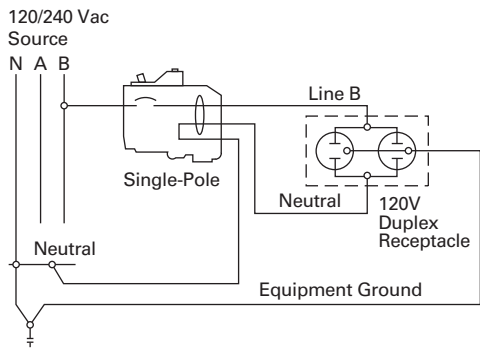 120/240 Vac
Source
N A B
Line B
Single-Pole
Neutral
120V
Duplex
Receptacle
Neutral
Equipment Ground